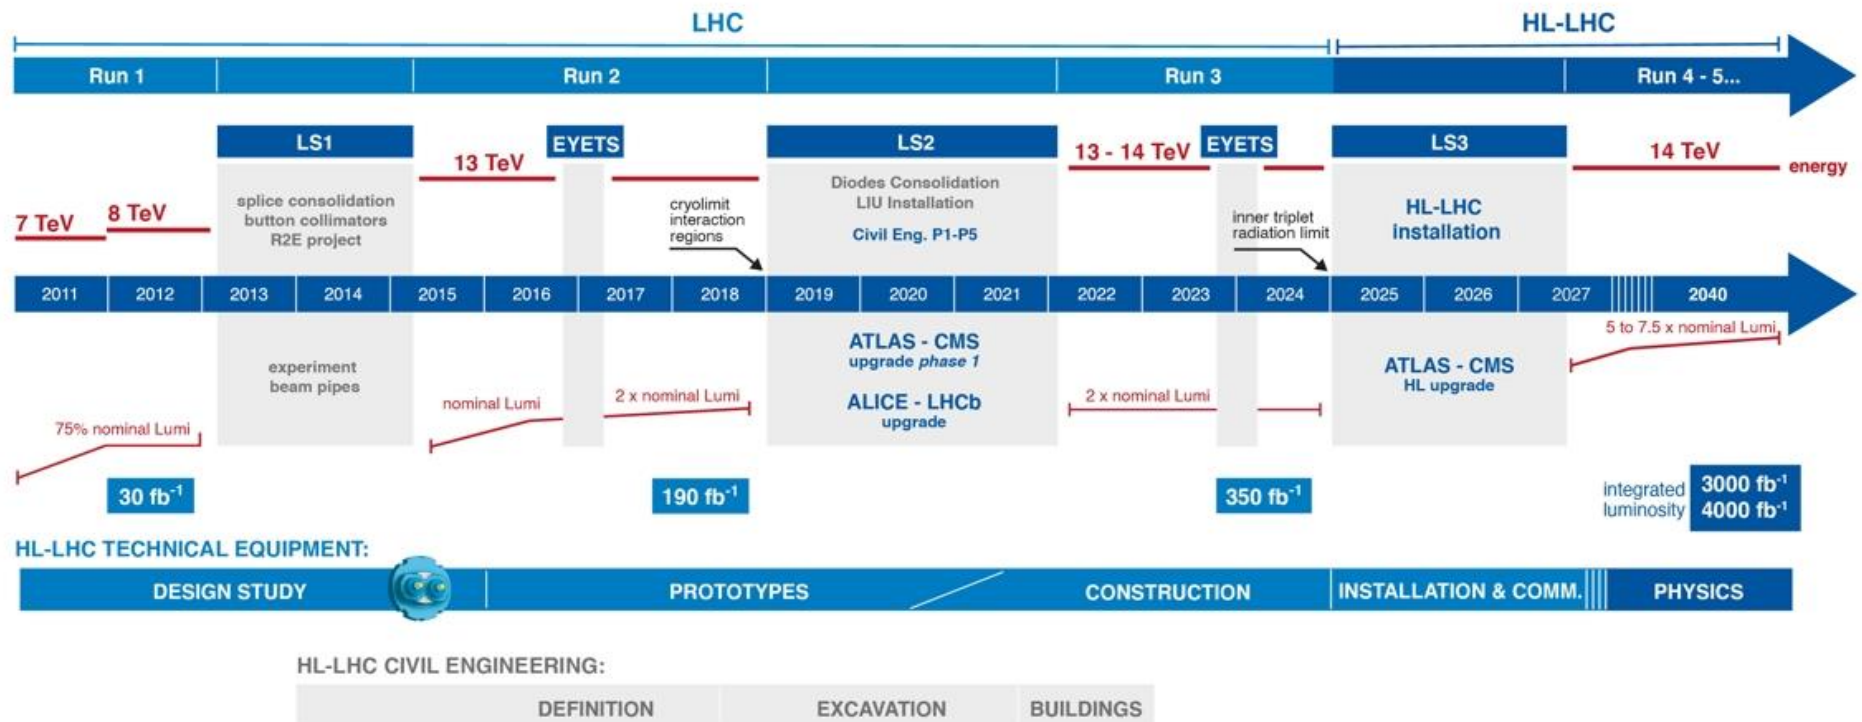 LHC
HL-LHC
Run 1
Run 2
Run 3
Run 4 - 5...
LS1
EYETS
LS2
EYETS
LS3
7 TeV
8 TeV
13 TeV
13 - 14 TeV
14 TeV
energy
splice consolidation
button collimators
R2E project
cryolimit
interaction
regions
Diodes Consolidation
LIU Installation
Civil Eng. P1-P5
inner triplet
radiation limit
HL-LHC
installation
2011 2012 2013 2014 2015 2016 2017 2018 2019 2020 2021 2022 2023 2024 2025 2026 2027 2040
75% nominal Lumi
experiment
beam pipes
nominal Lumi
2 x nominal Lumi
ATLAS - CMS
upgrade phase 1
ALICE - LHCb
upgrade
2 x nominal Lumi
ATLAS - CMS
HL upgrade
5 to 7.5 x nominal Lumi
30 fb⁻¹
190 fb⁻¹
350 fb⁻¹
integrated
luminosity
3000 fb⁻¹
4000 fb⁻¹
HL-LHC TECHNICAL EQUIPMENT:
DESIGN STUDY
PROTOTYPES
CONSTRUCTION
INSTALLATION & COMM.
PHYSICS
HL-LHC CIVIL ENGINEERING:
DEFINITION
EXCAVATION
BUILDINGS